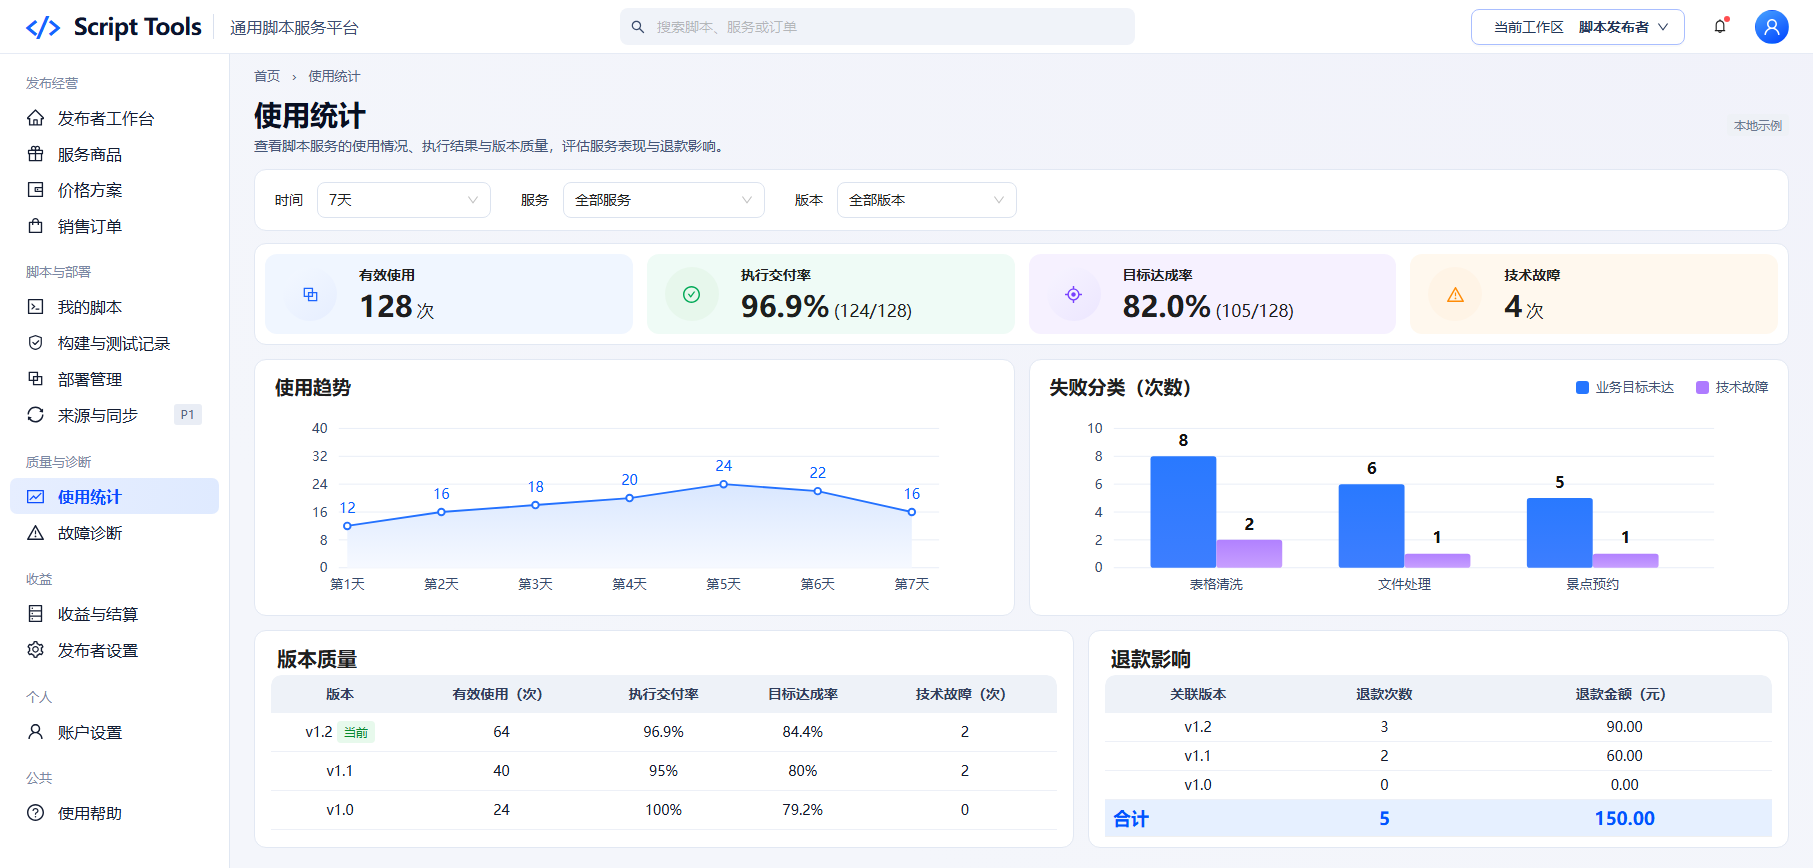 </> Script Tools 通用脚本服务平台
搜索脚本、服务或订单
当前工作区 脚本发布者
发布经营
发布者工作台
服务商品
价格方案
销售订单
脚本与部署
我的脚本
构建与测试记录
部署管理
来源与同步 P1
质量与诊断
使用统计
故障诊断
收益
收益与结算
发布者设置
个人
账户设置
公共
使用帮助
首页 › 使用统计
使用统计
查看脚本服务的使用情况、执行结果与版本质量，评估服务表现与退款影响。
本地示例
时间 7天 服务 全部服务 版本 全部版本
有效使用
128 次
执行交付率
96.9% (124/128)
目标达成率
82.0% (105/128)
技术故障
4 次
使用趋势
40
32
24
16
8
0
12 16 18 20 24 22 16
第1天 第2天 第3天 第4天 第5天 第6天 第7天
失败分类（次数）
业务目标未达 技术故障
10
8
6
4
2
0
8 2 6 1 5 1
表格清洗 文件处理 景点预约
版本质量
版本 有效使用（次） 执行交付率 目标达成率 技术故障（次）
v1.2 当前 64 96.9% 84.4% 2
v1.1 40 95% 80% 2
v1.0 24 100% 79.2% 0
退款影响
关联版本 退款次数 退款金额（元）
v1.2 3 90.00
v1.1 2 60.00
v1.0 0 0.00
合计 5 150.00